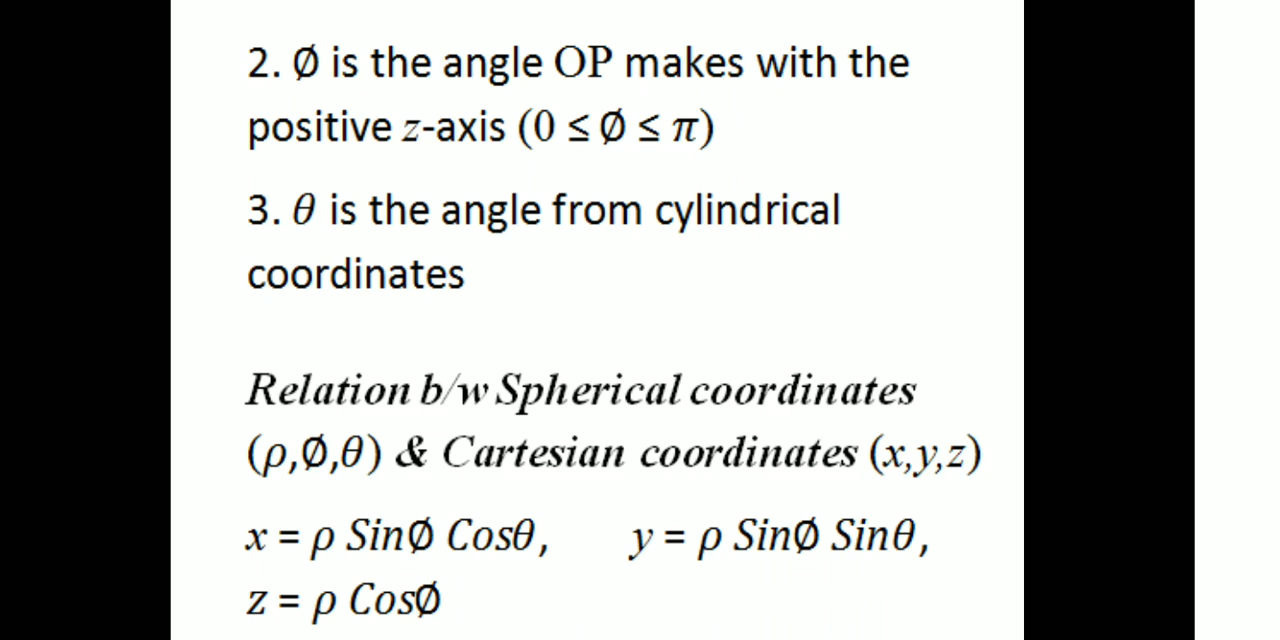 2. Ø is the angle OP makes with the
positive z-axis (0 ≤ Ø ≤ π)
3. θ is the angle from cylindrical
coordinates
Relation b/w Spherical coordinates
(ρ,Ø,θ) & Cartesian coordinates (x,y,z)
x = ρ SinØ Cosθ, y = ρ SinØ Sinθ,
z = ρ CosØ